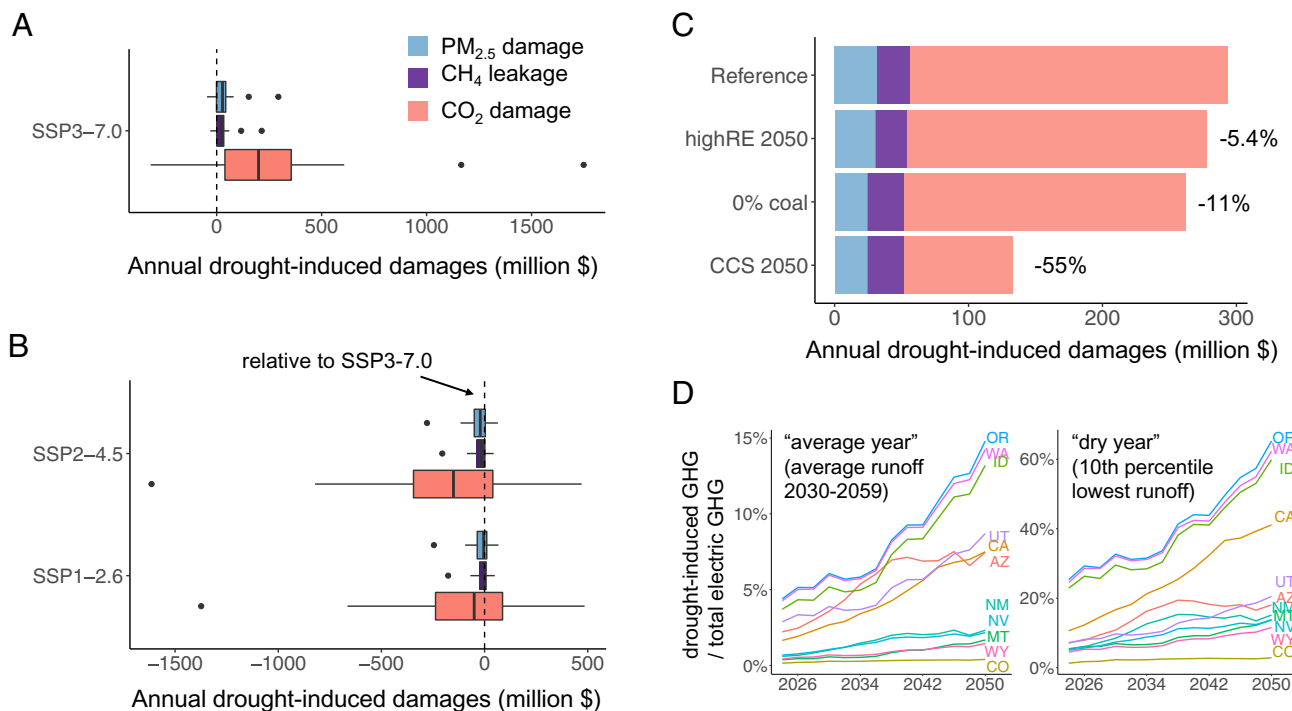 A
PM2.5 damage
CH4 leakage
CO2 damage
SSP3–7.0
0
500
1000
1500
Annual drought-induced damages (million $)
B
relative to SSP3-7.0
SSP2–4.5
SSP1–2.6
−1500
−1000
−500
0
500
Annual drought-induced damages (million $)
C
Reference
highRE 2050
-5.4%
0% coal
-11%
CCS 2050
-55%
0
100
200
300
Annual drought-induced damages (million $)
D
drought-induced GHG
/ total electric GHG
15%
10%
5%
0%
"average year"
(average runoff
2030-2059)
OR
WA
ID
UT
CA
AZ
NM
NV
MT
WY
CO
2026
2034
2042
2050
60%
40%
20%
0%
"dry year"
(10th percentile
lowest runoff)
OR
WA
ID
CA
UT
AZ
NM
MT
NV
WY
CO
2026
2034
2042
2050